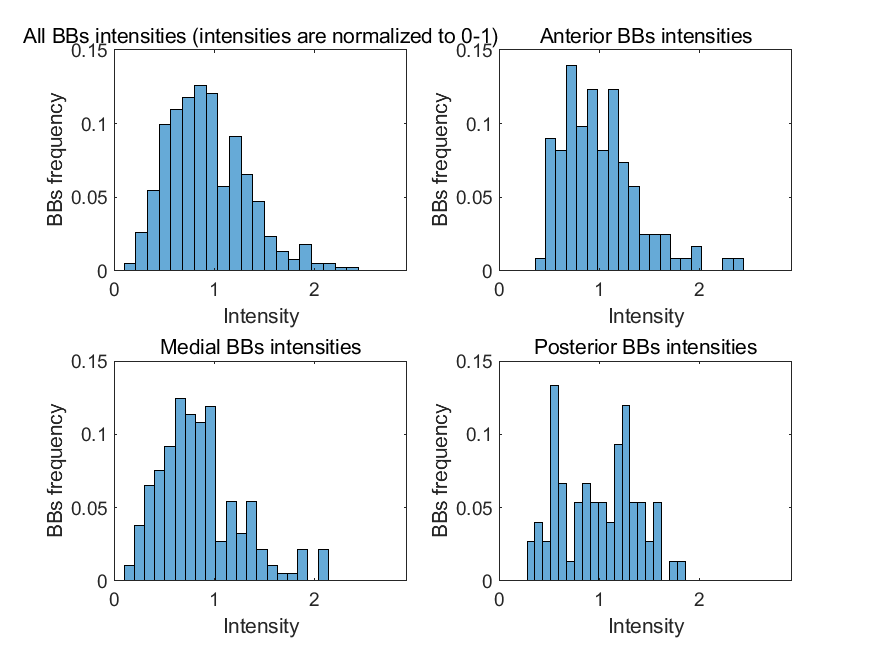 All BBs intensities (intensities are normalized to 0-1)
0.15
0.1
0.05
0
BBs frequency
0
1
2
Intensity
Anterior BBs intensities
0.15
0.1
0.05
0
BBs frequency
0
1
2
Intensity
Medial BBs intensities
0.15
0.1
0.05
0
BBs frequency
0
1
2
Intensity
Posterior BBs intensities
0.15
0.1
0.05
0
BBs frequency
0
1
2
Intensity